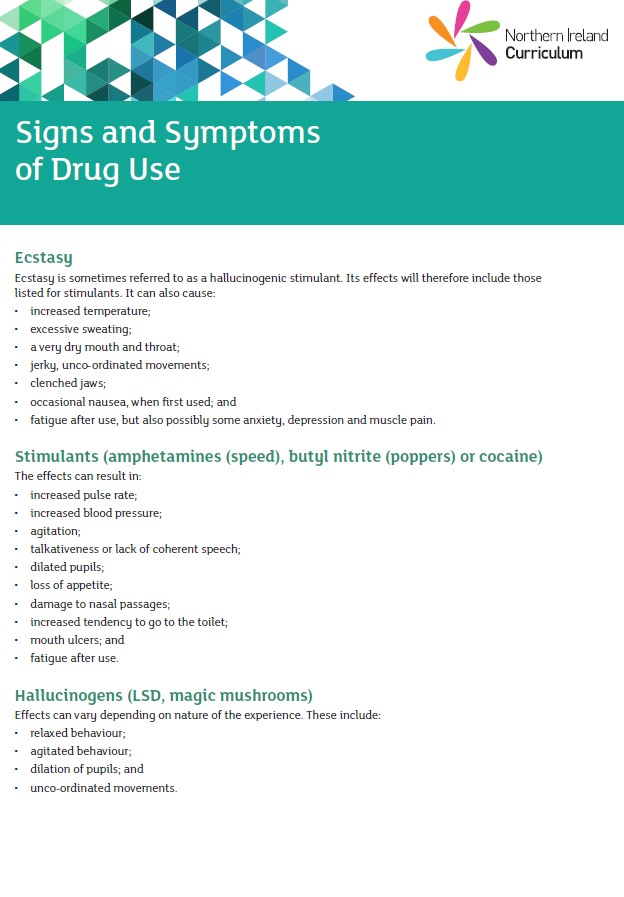 Northern Ireland
Curriculum
Signs and Symptoms
of Drug Use
Ecstasy
Ecstasy is sometimes referred to as a hallucinogenic stimulant. Its effects will therefore include those
listed for stimulants. It can also cause:
• increased temperature;
• excessive sweating;
• a very dry mouth and throat;
• jerky, unco-ordinated movements;
• clenched jaws;
• occasional nausea, when first used; and
• fatigue after use, but also possibly some anxiety, depression and muscle pain.
Stimulants (amphetamines (speed), butyl nitrite (poppers) or cocaine)
The effects can result in:
• increased pulse rate;
• increased blood pressure;
• agitation;
• talkativeness or lack of coherent speech;
• dilated pupils;
• loss of appetite;
• damage to nasal passages;
• increased tendency to go to the toilet;
• mouth ulcers; and
• fatigue after use.
Hallucinogens (LSD, magic mushrooms)
Effects can vary depending on nature of the experience. These include:
• relaxed behaviour;
• agitated behaviour;
• dilation of pupils; and
• unco-ordinated movements.